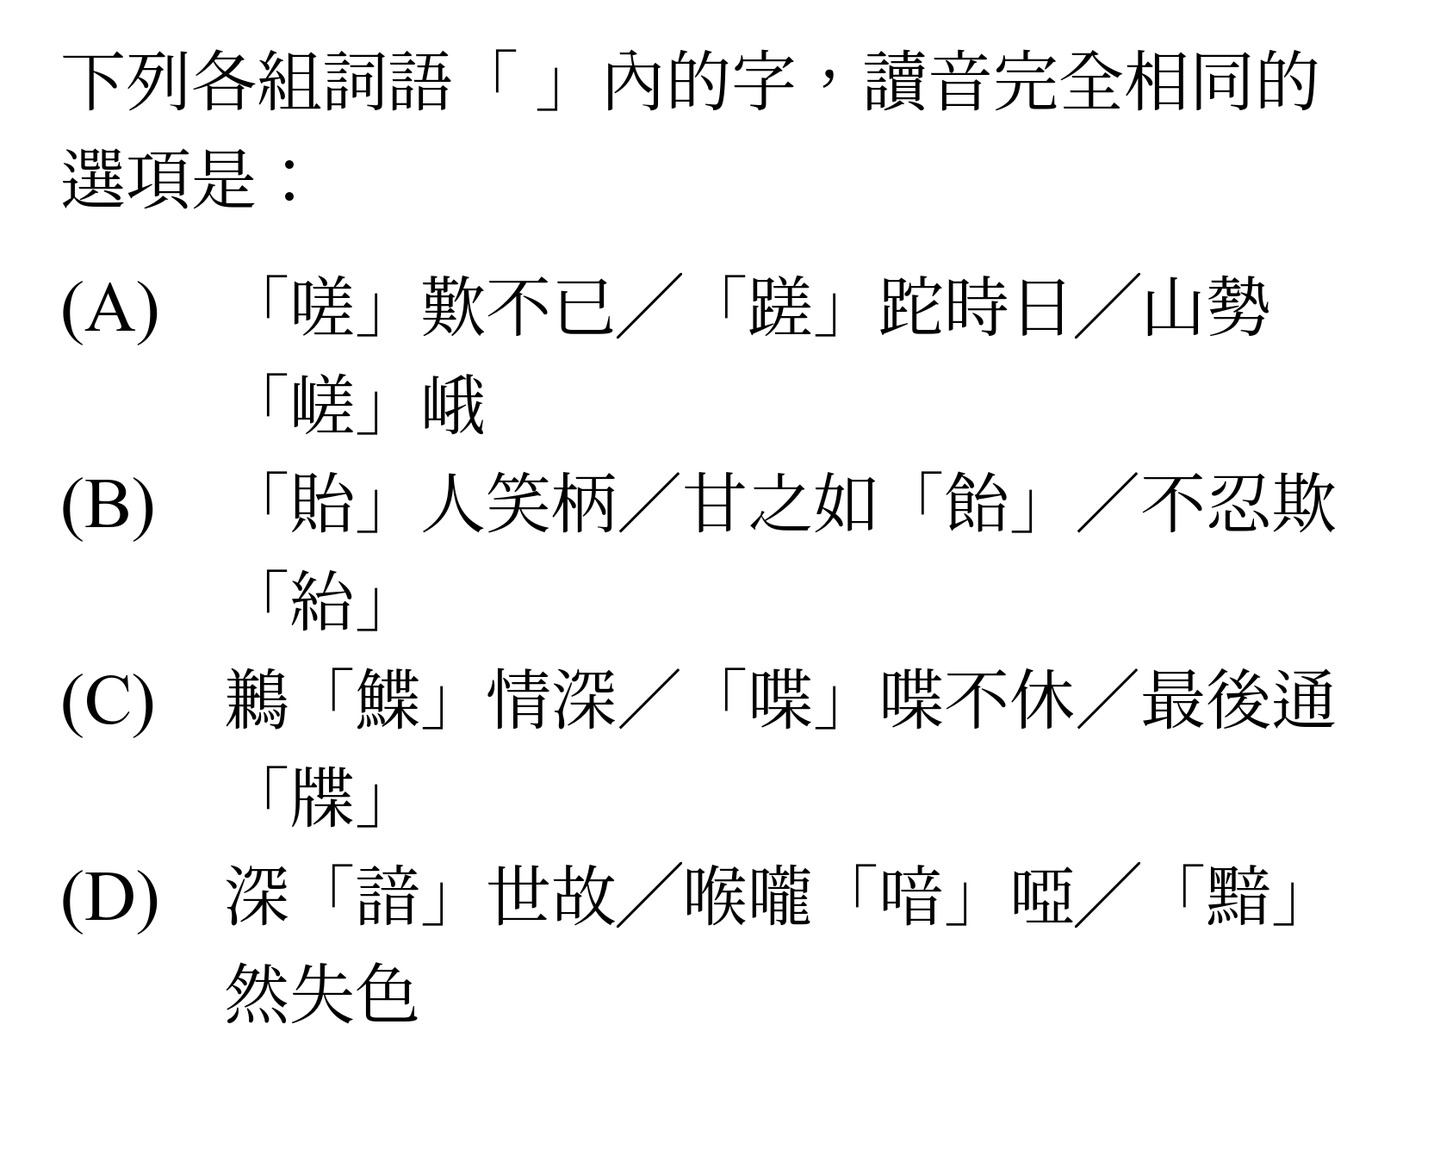 下列各組詞語「 」內的字，讀音完全相同的
選項是：
(A) 「嗟」歎不已／「蹉」跎時日／山勢
「嵯」峨
(B) 「貽」人笑柄／甘之如「飴」／不忍欺
「紿」
(C) 鶼「鰈」情深／「喋」喋不休／最後通
「牒」
(D) 深「諳」世故／喉嚨「喑」啞／「黯」
然失色